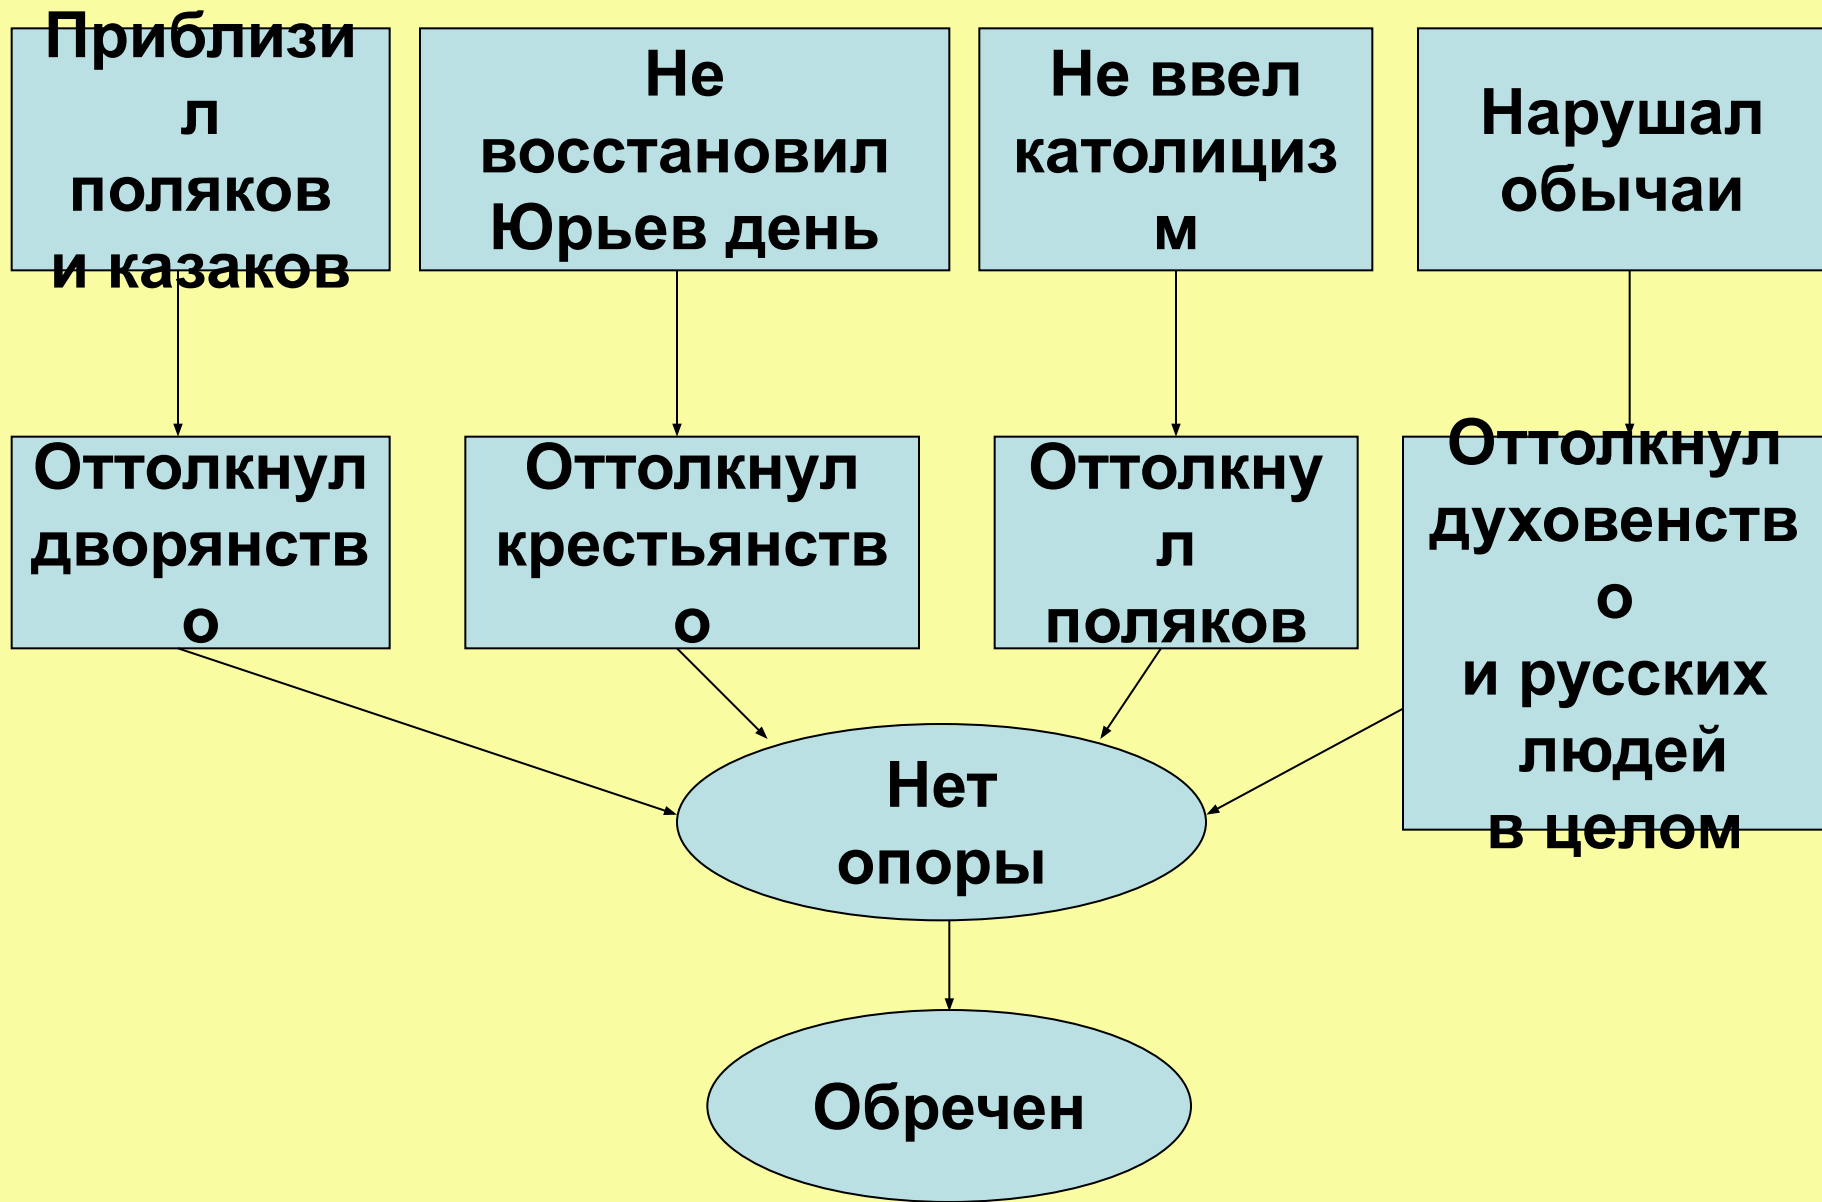 Приблизи
л
поляков
и казаков
Не
восстановил
Юрьев день
Не ввел
католициз
м
Нарушал
обычаи
Оттолкнул
дворянств
о
Оттолкнул
крестьянств
о
Оттолкну
л
поляков
Оттолкнул
духовенств
о
и русских
людей
в целом
Нет
опоры
Обречен